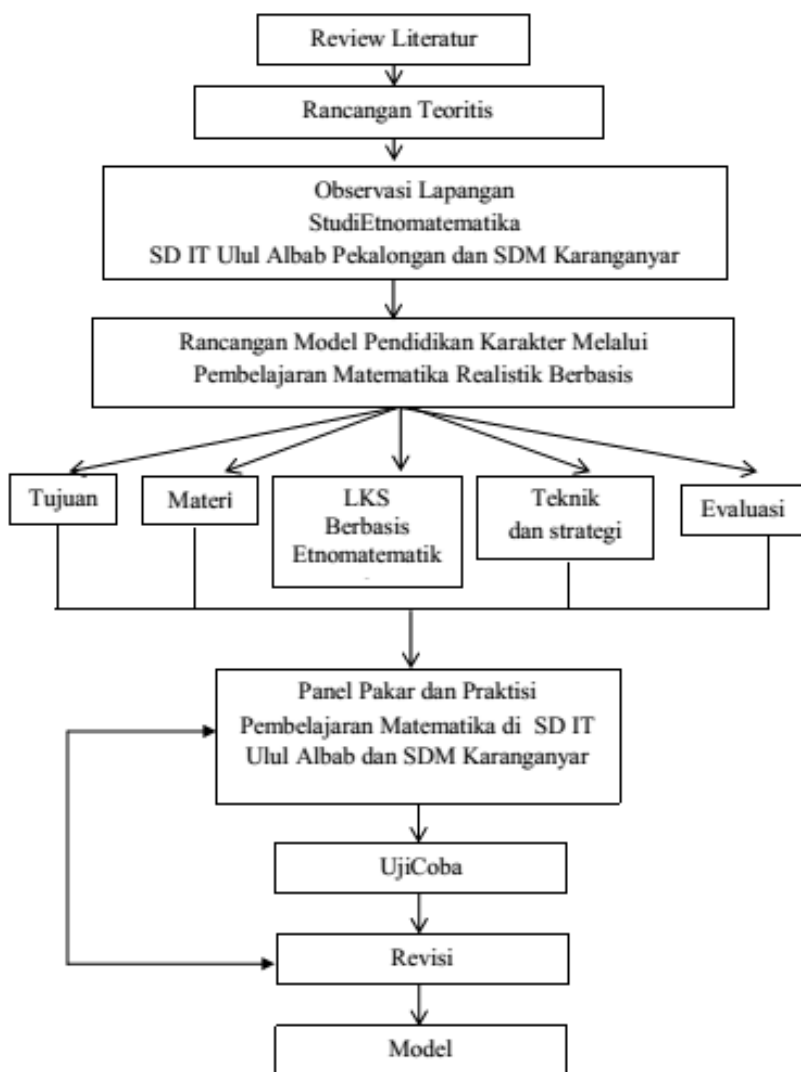 Review Literatur
Rancangan Teoritis
Observasi Lapangan
StudiEtnomatematika
SD IT Ulul Albab Pekalongan dan SDM Karanganyar
Rancangan Model Pendidikan Karakter Melalui
Pembelajaran Matematika Realistik Berbasis
Tujuan
Materi
LKS
Berbasis
Etnomatematik
Teknik
dan strategi
Evaluasi
Panel Pakar dan Praktisi
Pembelajaran Matematika di SD IT
Ulul Albab dan SDM Karanganyar
UjiCoba
Revisi
Model